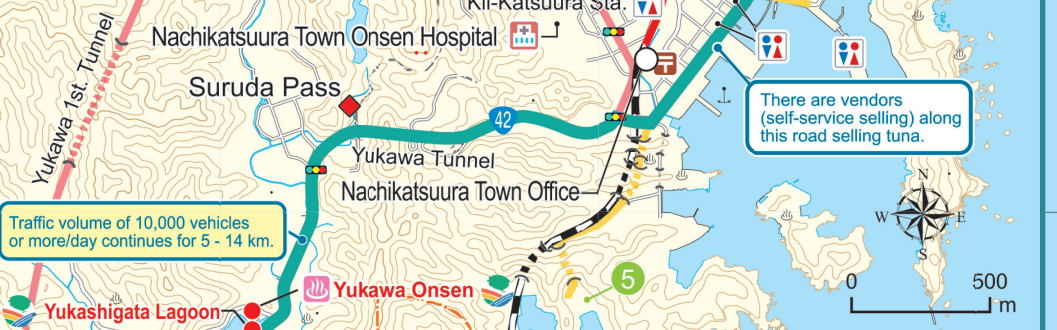 Kii-Katsuura Sta.
Nachikatsuura Town Onsen Hospital
Yukawa 1st. Tunnel
Suruda Pass
There are vendors
(self-service selling) along
this road selling tuna.
42
Yukawa Tunnel
Nachikatsuura Town Office
N
W
E
S
Traffic volume of 10,000 vehicles
or more/day continues for 5 - 14 km.
5
0
500
m
Yukawa Onsen
Yukashigata Lagoon